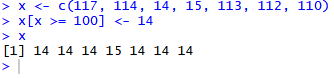 > x <- c(117, 114, 14, 15, 113, 112, 110)
> x[x >= 100] <- 14
> x
[1] 14 14 14 15 14 14 14
>